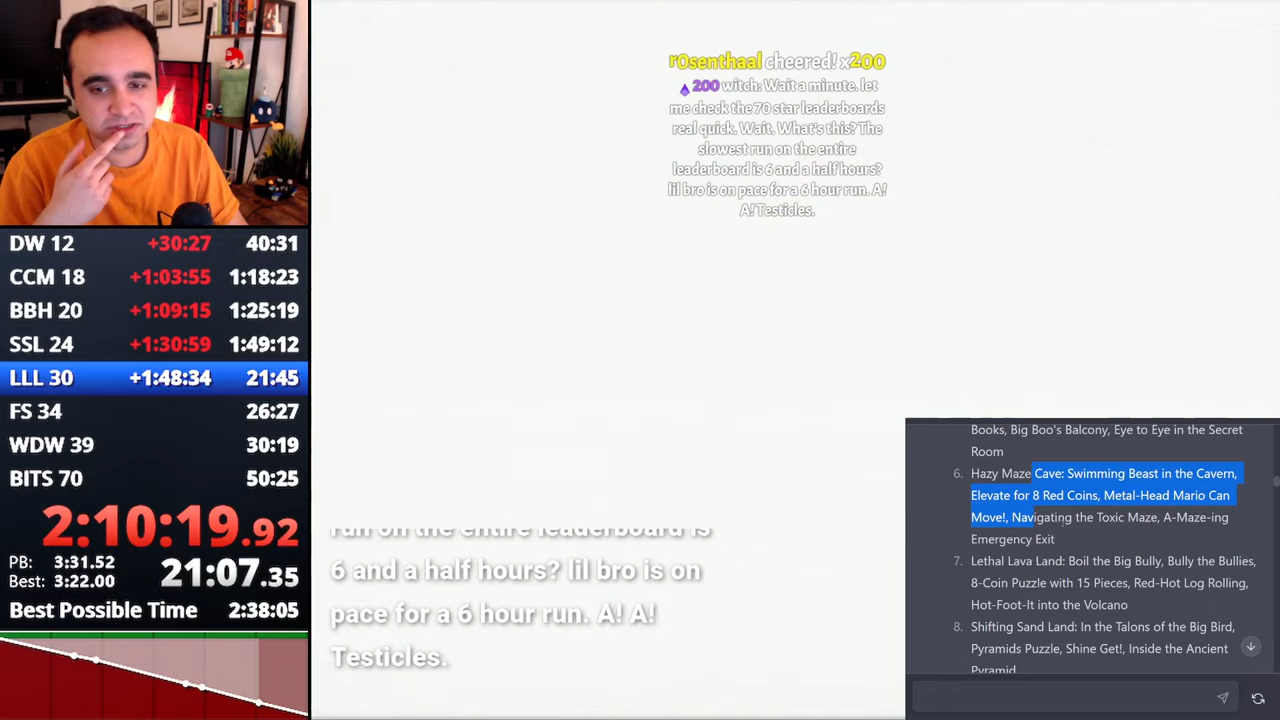 rOsenthaal cheered! x200
200 witch: Wait a minute. let
me check the 70 star leaderboards
real quick. Wait. What's this? The
slowest run on the entire
leaderboard is 6 and a half hours?
lil bro is on pace for a 6 hour run. A!
A! Testicles.
DW 12 +30:27 40:31
CCM 18 +1:03:55 1:18:23
BBH 20 +1:09:15 1:25:19
SSL 24 +1:30:59 1:49:12
LLL 30 +1:48:34 21:45
FS 34 26:27
WDW 39 30:19
BITS 70 50:25
2:10:19.92
PB: 3:31.52
Best: 3:22.00
21:07.35
Best Possible Time 2:38:05
run on the entire leaderboard is
6 and a half hours? lil bro is on
pace for a 6 hour run. A! A!
Testicles.
Books, Big Boo's Balcony, Eye to Eye in the Secret
Room
6. Hazy Maze Cave: Swimming Beast in the Cavern,
Elevate for 8 Red Coins, Metal-Head Mario Can
Move!, Navigating the Toxic Maze, A-Maze-ing
Emergency Exit
7. Lethal Lava Land: Boil the Big Bully, Bully the Bullies,
8-Coin Puzzle with 15 Pieces, Red-Hot Log Rolling,
Hot-Foot-It into the Volcano
8. Shifting Sand Land: In the Talons of the Big Bird,
Pyramids Puzzle, Shine Get!, Inside the Ancient
Pyramid